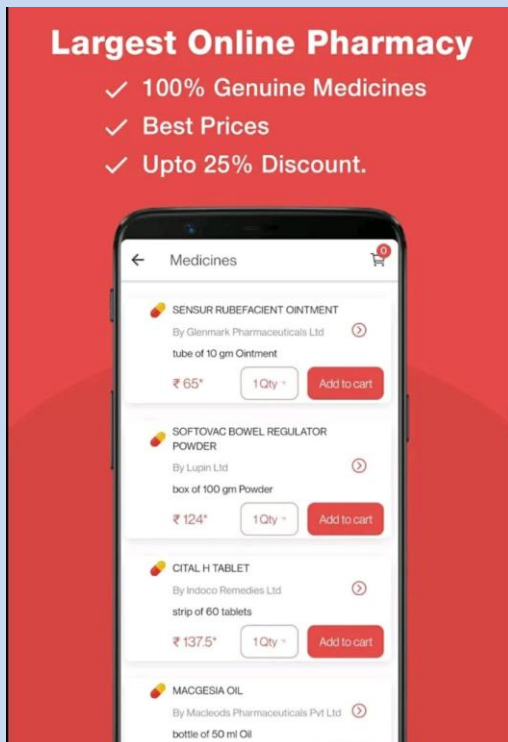 Largest Online Pharmacy
✓ 100% Genuine Medicines
✓ Best Prices
✓ Upto 25% Discount.
← Medicines 0
SENSUR RUBEFACIENT OINTMENT
By Glenmark Pharmaceuticals Ltd
tube of 10 gm Ointment
₹ 65* 1 Qty Add to cart
SOFTOVAC BOWEL REGULATOR
POWDER
By Lupin Ltd
box of 100 gm Powder
₹ 124* 1 Qty Add to cart
CITAL H TABLET
By Indoco Remedies Ltd
strip of 60 tablets
₹ 137.5* 1 Qty Add to cart
MACGESIA OIL
By Macleods Pharmaceuticals Pvt Ltd
bottle of 50 ml Oil